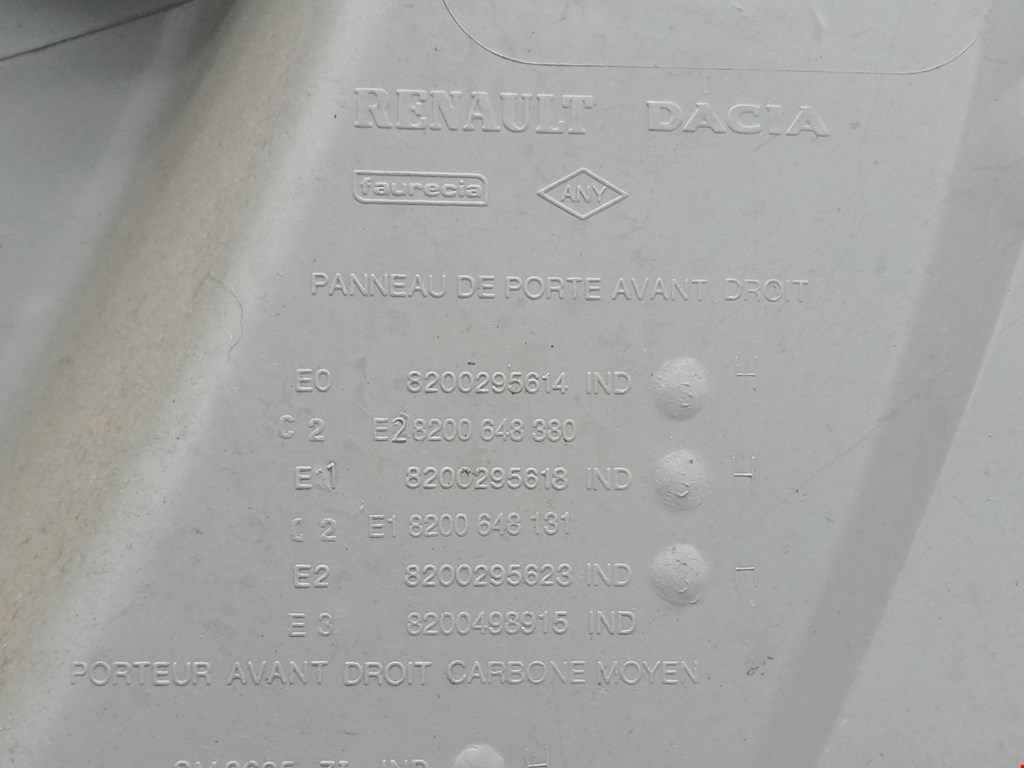 RENAULT DACIA
faurecia ANY
PANNEAU DE PORTE AVANT DROIT
E0 8200295614 IND H
C 2 E2 8200 648 380
E1 8200295618 IND H
C 2 E1 8200 648 131
E2 8200295623 IND
E 3 8200498915 IND
PORTEUR AVANT DROIT CARBONE MOYEN
IND